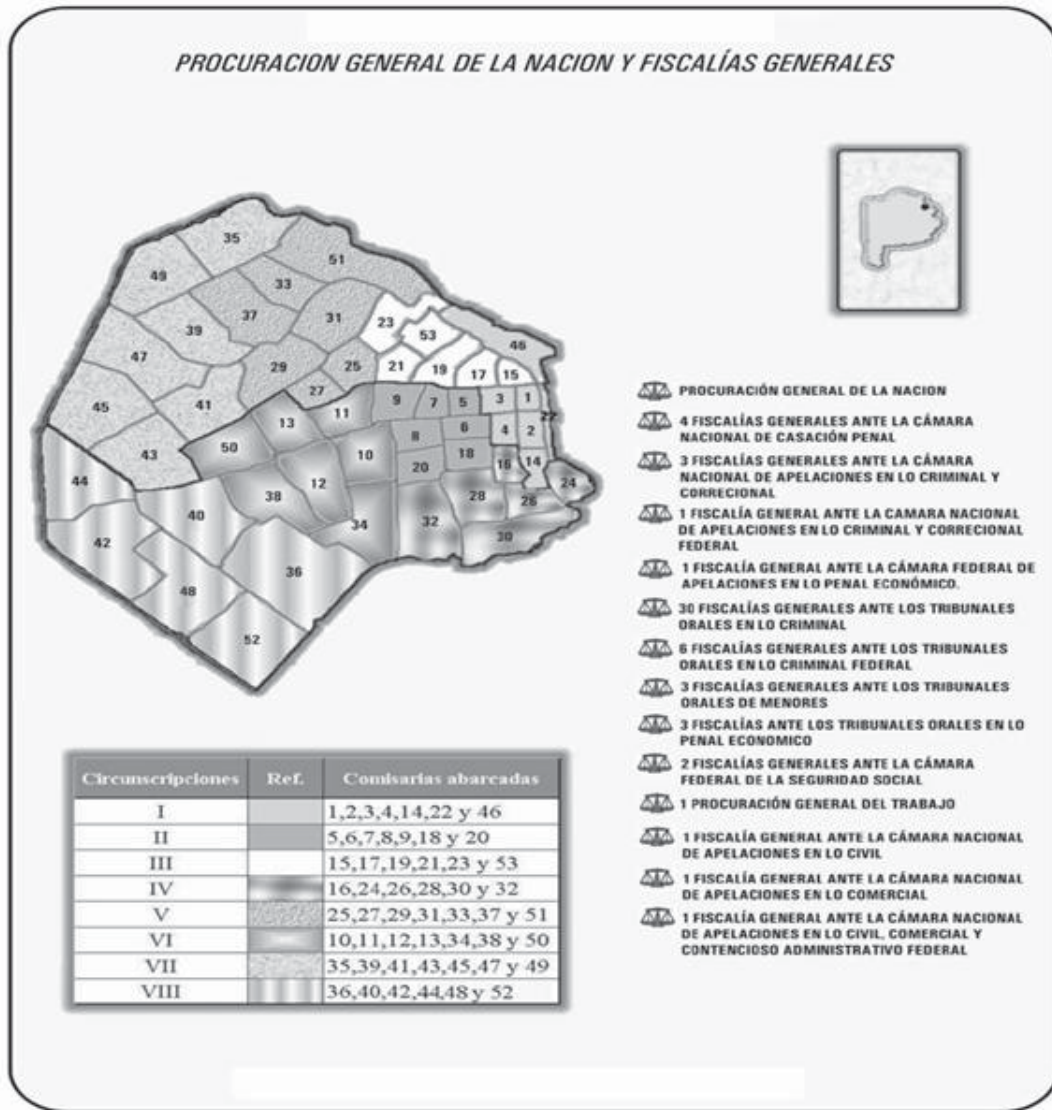 PROCURACION GENERAL DE LA NACION Y FISCALÍAS GENERALES
35
51
49
33
37
31
23
53
46
39
47
29
25
21
19
17
15
45
41
27
9
7
5
3
1
22
13
11
43
50
10
8
6
4
2
18
20
16
14
24
44
12
38
28
26
40
34
32
30
42
36
48
52
PROCURACIÓN GENERAL DE LA NACION
4 FISCALÍAS GENERALES ANTE LA CÁMARA
NACIONAL DE CASACIÓN PENAL
3 FISCALÍAS GENERALES ANTE LA CÁMARA
NACIONAL DE APELACIONES EN LO CRIMINAL Y
CORRECIONAL
1 FISCALÍA GENERAL ANTE LA CAMARA NACIONAL
DE APELACIONES EN LO CRIMINAL Y CORRECIONAL
FEDERAL
1 FISCALÍA GENERAL ANTE LA CÁMARA FEDERAL DE
APELACIONES EN LO PENAL ECONÓMICO.
30 FISCALÍAS GENERALES ANTE LOS TRIBUNALES
ORALES EN LO CRIMINAL
6 FISCALÍAS GENERALES ANTE LOS TRIBUNALES
ORALES EN LO CRIMINAL FEDERAL
3 FISCALÍAS GENERALES ANTE LOS TRIBUNALES
ORALES DE MENORES
3 FISCALÍAS ANTE LOS TRIBUNALES ORALES EN LO
PENAL ECONOMICO
2 FISCALÍAS GENERALES ANTE LA CÁMARA
FEDERAL DE LA SEGURIDAD SOCIAL
1 PROCURACIÓN GENERAL DEL TRABAJO
1 FISCALÍA GENERAL ANTE LA CÁMARA NACIONAL
DE APELACIONES EN LO CIVIL
1 FISCALÍA GENERAL ANTE LA CÁMARA NACIONAL
DE APELACIONES EN LO COMERCIAL
1 FISCALÍA GENERAL ANTE LA CÁMARA NACIONAL
DE APELACIONES EN LO CIVIL, COMERCIAL Y
CONTENCIOSO ADMINISTRATIVO FEDERAL
Circunscripciones Ref. Comisarias abarcadas
I 1,2,3,4,14,22 y 46
II 5,6,7,8,9,18 y 20
III 15,17,19,21,23 y 53
IV 16,24,26,28,30 y 32
V 25,27,29,31,33,37 y 51
VI 10,11,12,13,34,38 y 50
VII 35,39,41,43,45,47 y 49
VIII 36,40,42,44,48 y 52